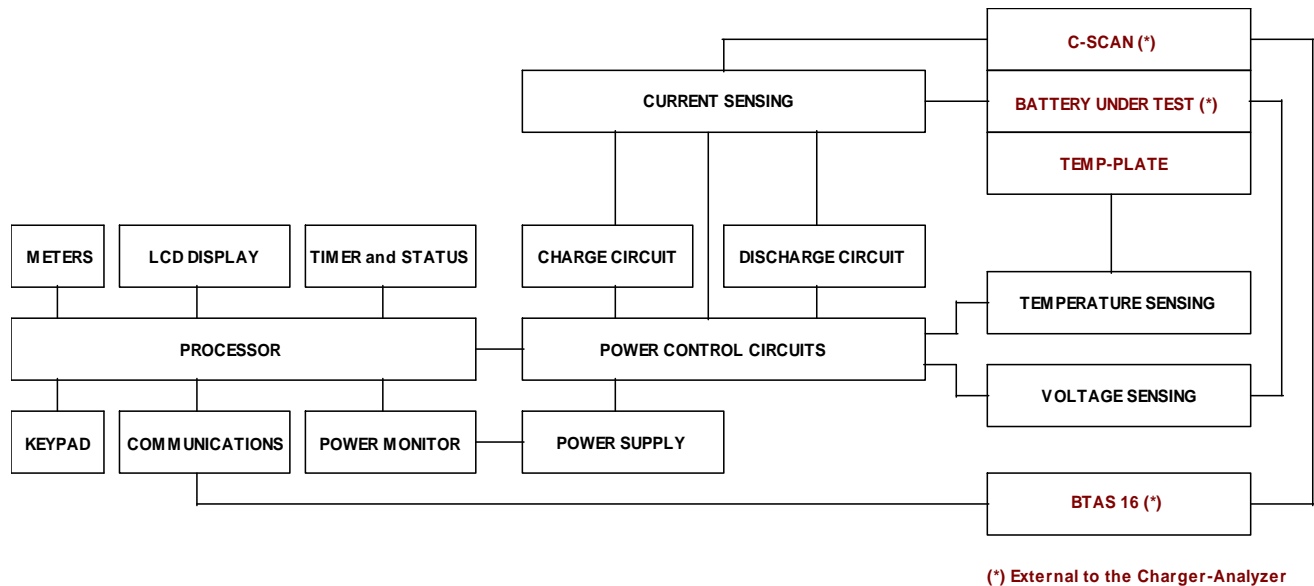 C-SCAN (*)
CURRENT SENSING
BATTERY UNDER TEST (*)
TEMP-PLATE
METERS
LCD DISPLAY
TIMER and STATUS
CHARGE CIRCUIT
DISCHARGE CIRCUIT
TEMPERATURE SENSING
PROCESSOR
POWER CONTROL CIRCUITS
VOLTAGE SENSING
KEYPAD
COMMUNICATIONS
POWER MONITOR
POWER SUPPLY
BTAS 16 (*)
(*) External to the Charger-Analyzer